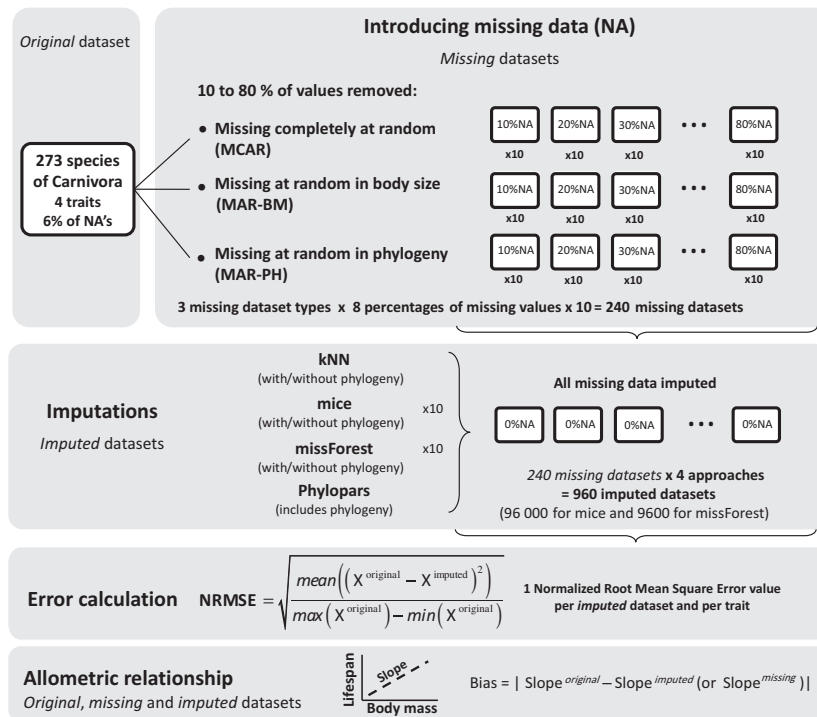 Original dataset
273 species
of Carnivora
4 traits
6% of NA's
Introducing missing data (NA)
Missing datasets
10 to 80 % of values removed:
• Missing completely at random
(MCAR)
10%NA 20%NA 30%NA • • • 80%NA
x10 x10 x10 x10
• Missing at random in body size
(MAR-BM)
10%NA 20%NA 30%NA • • • 80%NA
x10 x10 x10 x10
• Missing at random in phylogeny
(MAR-PH)
10%NA 20%NA 30%NA • • • 80%NA
x10 x10 x10 x10
3 missing dataset types x 8 percentages of missing values x 10 = 240 missing datasets
Imputations
Imputed datasets
kNN
(with/without phylogeny)
mice x10
(with/without phylogeny)
missForest x10
(with/without phylogeny)
Phylopars
(includes phylogeny)
All missing data imputed
0%NA 0%NA 0%NA • • • 0%NA
240 missing datasets x 4 approaches
= 960 imputed datasets
(96 000 for mice and 9600 for missForest)
Error calculation
NRMSE = √(mean((X^original − X^imputed)^2) / max(X^original) − min(X^original))
1 Normalized Root Mean Square Error value
per imputed dataset and per trait
Allometric relationship
Original, missing and imputed datasets
Lifespan
Slope
Body mass
Bias = | Slope^original − Slope^imputed (or Slope^missing)|